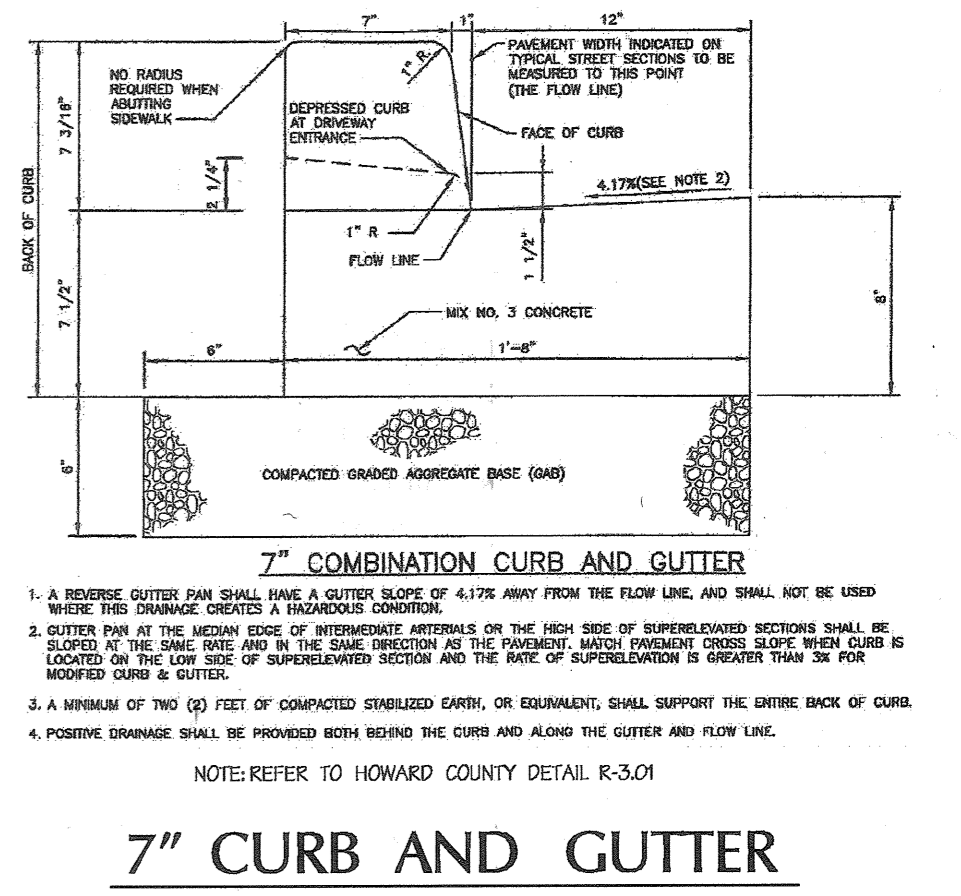 7"
1"
12"
NO RADIUS
REQUIRED WHEN
ABUTTING
SIDEWALK
1" R.
PAVEMENT WIDTH INDICATED ON
TYPICAL STREET SECTIONS TO BE
MEASURED TO THIS POINT
(THE FLOW LINE)
DEPRESSED CURB
AT DRIVEWAY
ENTRANCE
FACE OF CURB
7 3/16"
2 1/4"
4.17%(SEE NOTE 2)
BACK OF CURB
1" R
FLOW LINE
1 1/2"
7 1/2"
8"
MIX NO. 3 CONCRETE
6"
1'-8"
6"
COMPACTED GRADED AGGREGATE BASE (GAB)
7" COMBINATION CURB AND GUTTER
1. A REVERSE GUTTER PAN SHALL HAVE A GUTTER SLOPE OF 4.17% AWAY FROM THE FLOW LINE, AND SHALL NOT BE USED
WHERE THIS DRAINAGE CREATES A HAZARDOUS CONDITION.
2. GUTTER PAN AT THE MEDIAN EDGE OF INTERMEDIATE ARTERIALS OR THE HIGH SIDE OF SUPERELEVATED SECTIONS SHALL BE
SLOPED AT THE SAME RATE AND IN THE SAME DIRECTION AS THE PAVEMENT. MATCH PAVEMENT CROSS SLOPE WHEN CURB IS
LOCATED ON THE LOW SIDE OF SUPERELEVATED SECTION AND THE RATE OF SUPERELEVATION IS GREATER THAN 3% FOR
MODIFIED CURB & GUTTER.
3. A MINIMUM OF TWO (2) FEET OF COMPACTED STABILIZED EARTH, OR EQUIVALENT, SHALL SUPPORT THE ENTIRE BACK OF CURB.
4. POSITIVE DRAINAGE SHALL BE PROVIDED BOTH BEHIND THE CURB AND ALONG THE GUTTER AND FLOW LINE.
NOTE: REFER TO HOWARD COUNTY DETAIL R-3.01
7" CURB AND GUTTER